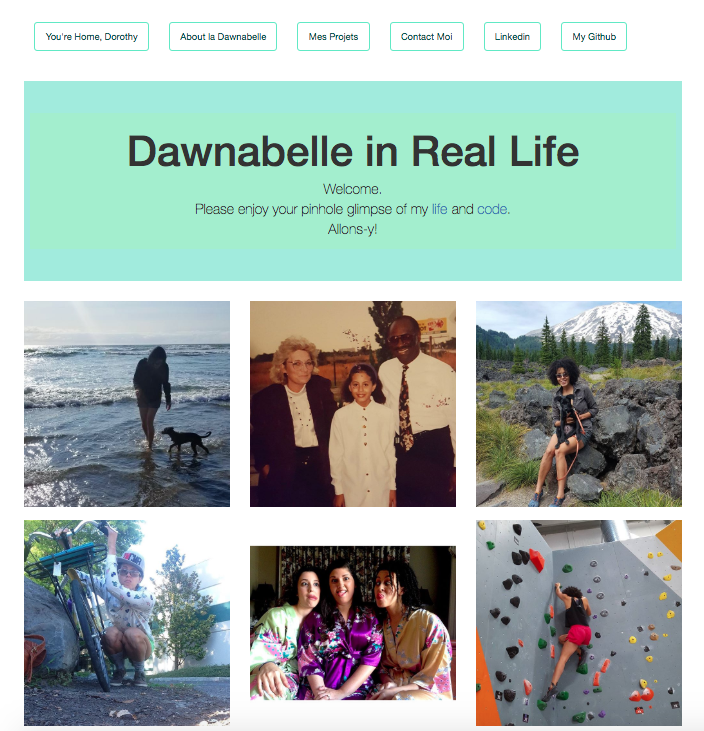 You're Home, Dorothy
About la Dawnabelle
Mes Projets
Contact Moi
Linkedin
My Github
Dawnabelle in Real Life
Welcome.
Please enjoy your pinhole glimpse of my life and code.
Allons-y!